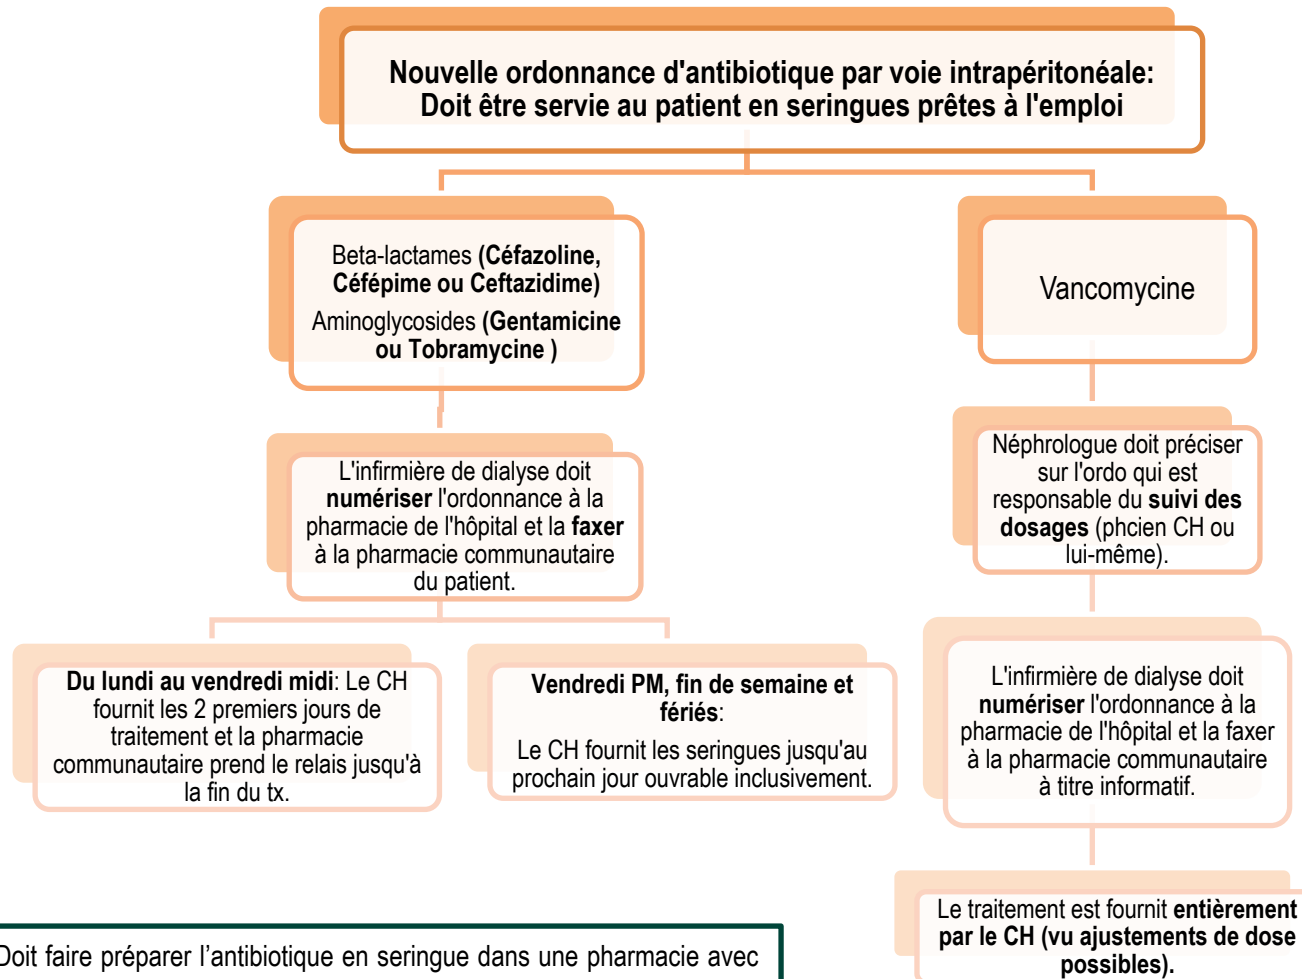 Nouvelle ordonnance d'antibiotique par voie intrapéritonéale:
Doit être servie au patient en seringues prêtes à l'emploi
Beta-lactames (Céfazoline,
Céfépime ou Ceftazidime)
Aminoglycosides (Gentamicine
ou Tobramycine )
Vancomycine
L'infirmière de dialyse doit
numériser l'ordonnance à la
pharmacie de l'hôpital et la faxer
à la pharmacie communautaire
du patient.
Néphrologue doit préciser
sur l'ordo qui est
responsable du suivi des
dosages (phcien CH ou
lui-même).
Du lundi au vendredi midi: Le CH
fournit les 2 premiers jours de
traitement et la pharmacie
communautaire prend le relais jusqu'à
la fin du tx.
Vendredi PM, fin de semaine et
fériés:
Le CH fournit les seringues jusqu'au
prochain jour ouvrable inclusivement.
L'infirmière de dialyse doit
numériser l'ordonnance à la
pharmacie de l'hôpital et la faxer
à la pharmacie communautaire
à titre informatif.
Le traitement est fournit entièrement
par le CH (vu ajustements de dose
possibles).
Doit faire préparer l’antibiotique en seringue dans une pharmacie avec